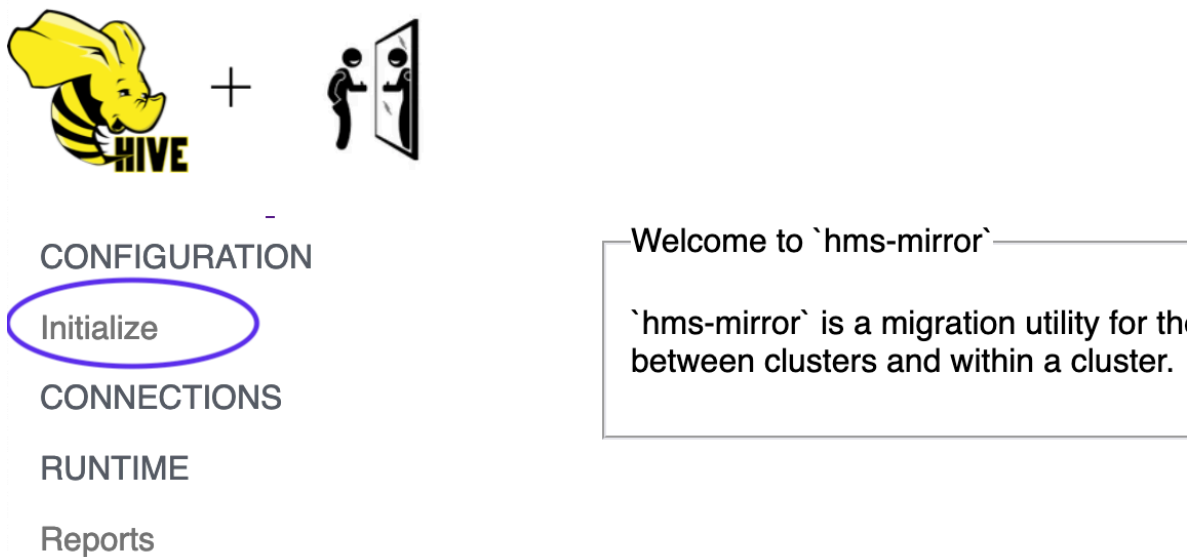 HIVE
+
CONFIGURATION
Initialize
CONNECTIONS
RUNTIME
Reports
Welcome to `hms-mirror`
`hms-mirror` is a migration utility for the
between clusters and within a cluster.